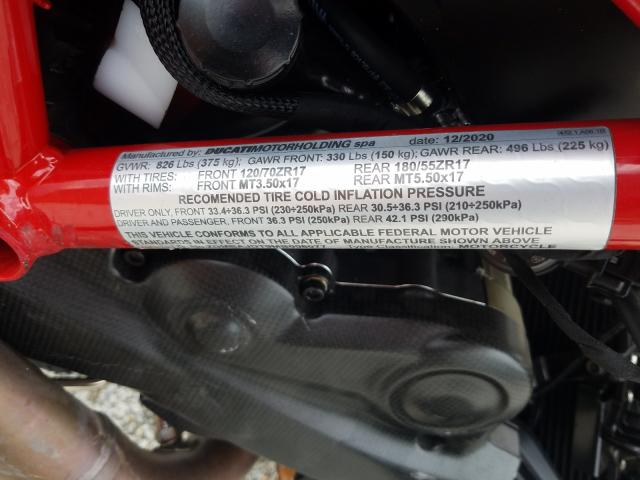 Manufactured by: DUCATIMOTORHOLDING spa date: 12/2020
GVWR: 826 Lbs (375 kg); GAWR FRONT: 330 Lbs (150 kg); GAWR REAR: 496 Lbs (225 kg)
WITH TIRES: FRONT 120/70ZR17 REAR 180/55ZR17
WITH RIMS: FRONT MT3.50x17 REAR MT5.50x17
RECOMENDED TIRE COLD INFLATION PRESSURE
DRIVER ONLY, FRONT 33.4÷36.3 PSI (230÷250kPa) REAR 30.5÷36.3 PSI (210÷250kPa)
DRIVER AND PASSENGER, FRONT 36.3 PSI (250kPa) REAR 42.1 PSI (290kPa)
THIS VEHICLE CONFORMS TO ALL APPLICABLE FEDERAL MOTOR VEHICLE
STANDARDS IN EFFECT ON THE DATE OF MANUFACTURE SHOWN ABOVE
Type Classification: MOTORCYCLE